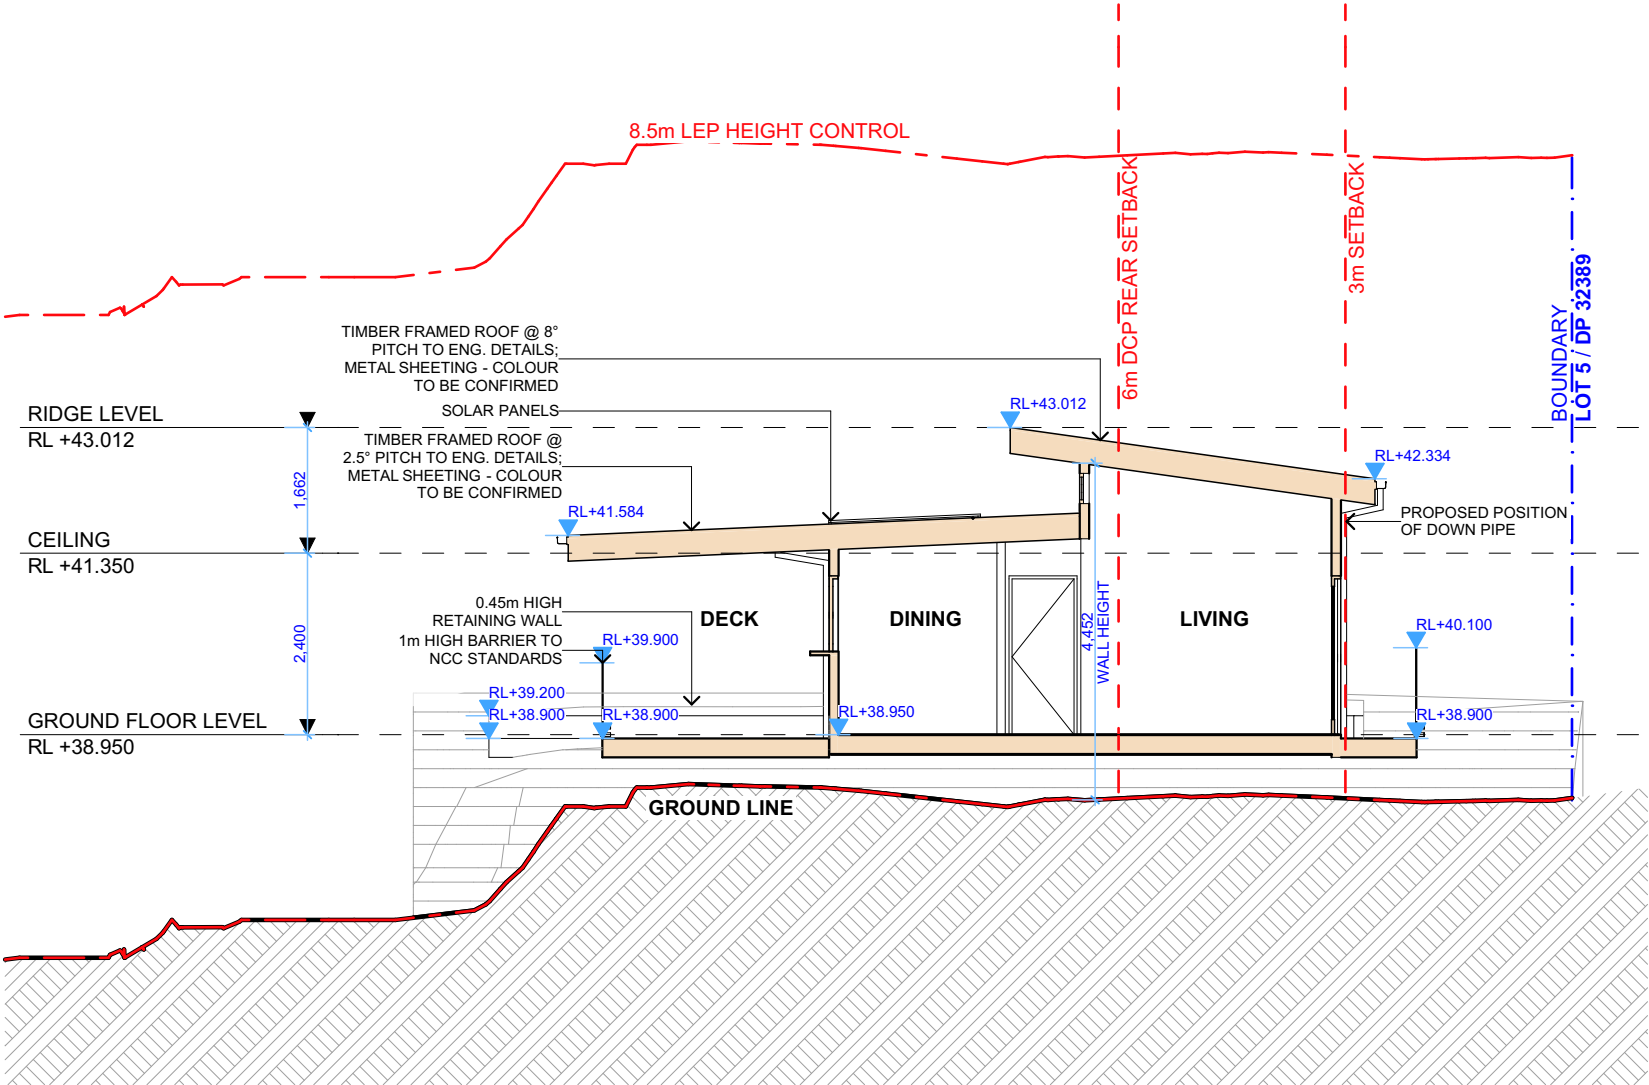 8.5m LEP HEIGHT CONTROL
6m DCP REAR SETBACK
3m SETBACK
BOUNDARY
LOT 5 / DP 32389
TIMBER FRAMED ROOF @ 8°
PITCH TO ENG. DETAILS;
METAL SHEETING - COLOUR
TO BE CONFIRMED
SOLAR PANELS
RIDGE LEVEL
RL +43.012
TIMBER FRAMED ROOF @
2.5° PITCH TO ENG. DETAILS;
METAL SHEETING - COLOUR
TO BE CONFIRMED
RL+43.012
RL+42.334
1,662
RL+41.584
PROPOSED POSITION
OF DOWN PIPE
CEILING
RL +41.350
0.45m HIGH
RETAINING WALL
1m HIGH BARRIER TO
NCC STANDARDS
DECK
DINING
LIVING
4,452
WALL HEIGHT
2,400
RL+39.900
RL+40.100
RL+39.200
RL+38.900
RL+38.900
RL+38.950
RL+38.900
GROUND FLOOR LEVEL
RL +38.950
GROUND LINE